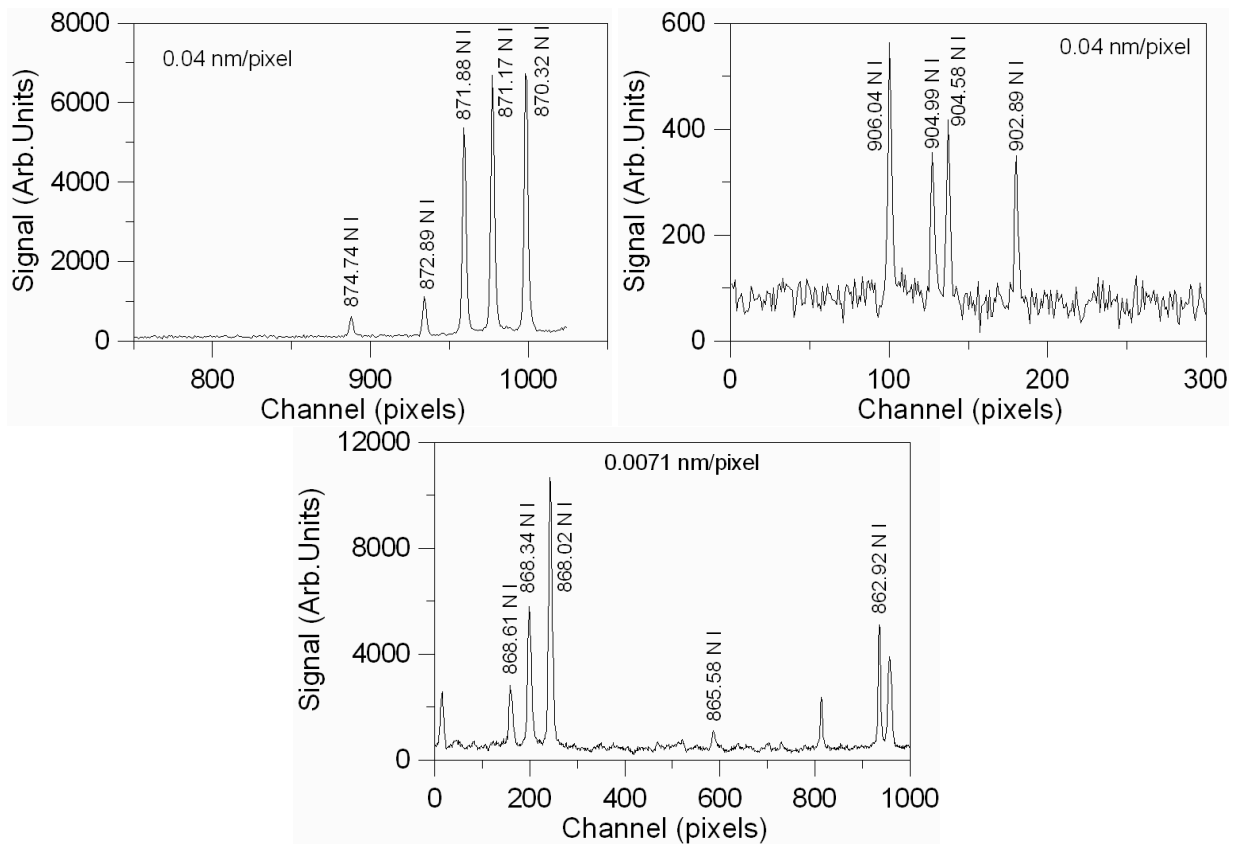 8000
6000
4000
2000
0
Signal (Arb.Units)
0.04 nm/pixel
874.74 N I
872.89 N I
871.88 N I
871.17 N I
870.32 N I
800
900
1000
Channel (pixels)
600
400
200
0
Signal (Arb.Units)
0.04 nm/pixel
906.04 N I
904.99 N I
904.58 N I
902.89 N I
0
100
200
300
Channel (pixels)
12000
8000
4000
0
Signal (Arb.Units)
0.0071 nm/pixel
868.61 N I
868.34 N I
868.02 N I
865.58 N I
862.92 N I
0
200
400
600
800
1000
Channel (pixels)